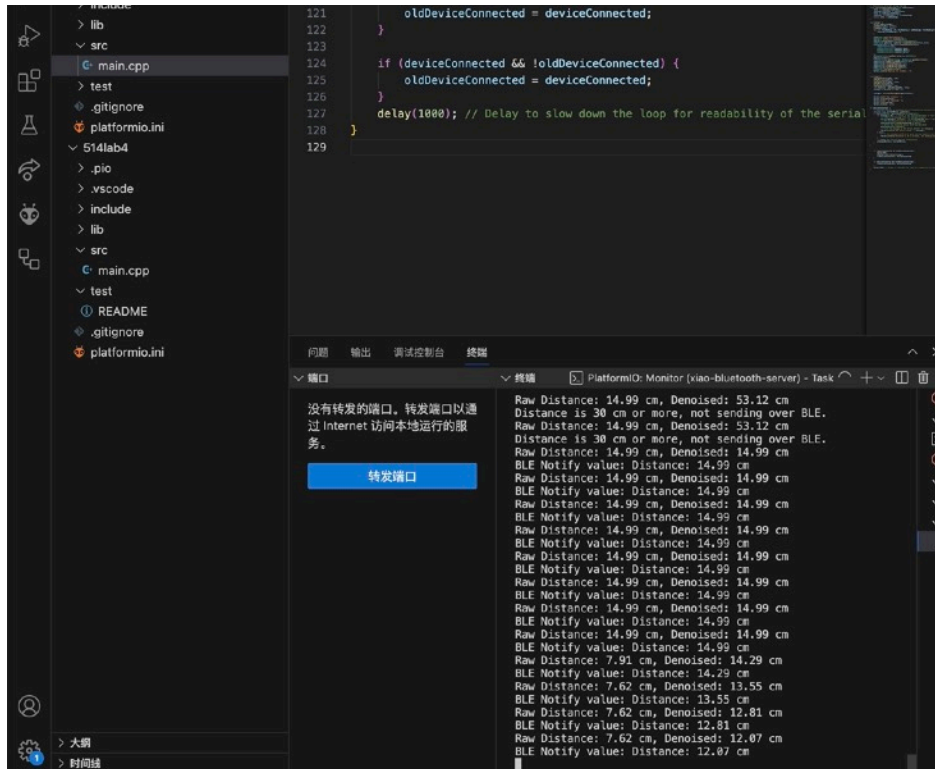 include
lib
src
main.cpp
test
.gitignore
platformio.ini
514lab4
.pio
.vscode
include
lib
src
main.cpp
test
README
.gitignore
platformio.ini
大纲
时间线
1
121 oldDeviceConnected = deviceConnected;
122 }
123
124 if (deviceConnected && !oldDeviceConnected) {
125 oldDeviceConnected = deviceConnected;
126 }
127 delay(1000); // Delay to slow down the loop for readability of the serial
128 }
129
问题 输出 调试控制台 终端
端口
没有转发的端口。转发端口以通
过 Internet 访问本地运行的服
务。
转发端口
终端 PlatformIO: Monitor (xiao-bluetooth-server) - Task
Raw Distance: 14.99 cm, Denoised: 53.12 cm
Distance is 30 cm or more, not sending over BLE.
Raw Distance: 14.99 cm, Denoised: 53.12 cm
Distance is 30 cm or more, not sending over BLE.
Raw Distance: 14.99 cm, Denoised: 14.99 cm
BLE Notify value: Distance: 14.99 cm
Raw Distance: 14.99 cm, Denoised: 14.99 cm
BLE Notify value: Distance: 14.99 cm
Raw Distance: 14.99 cm, Denoised: 14.99 cm
BLE Notify value: Distance: 14.99 cm
Raw Distance: 14.99 cm, Denoised: 14.99 cm
BLE Notify value: Distance: 14.99 cm
Raw Distance: 14.99 cm, Denoised: 14.99 cm
BLE Notify value: Distance: 14.99 cm
Raw Distance: 14.99 cm, Denoised: 14.99 cm
BLE Notify value: Distance: 14.99 cm
Raw Distance: 14.99 cm, Denoised: 14.99 cm
BLE Notify value: Distance: 14.99 cm
Raw Distance: 14.99 cm, Denoised: 14.99 cm
BLE Notify value: Distance: 14.99 cm
Raw Distance: 7.91 cm, Denoised: 14.29 cm
BLE Notify value: Distance: 14.29 cm
Raw Distance: 7.62 cm, Denoised: 13.55 cm
BLE Notify value: Distance: 13.55 cm
Raw Distance: 7.62 cm, Denoised: 12.81 cm
BLE Notify value: Distance: 12.81 cm
Raw Distance: 7.62 cm, Denoised: 12.07 cm
BLE Notify value: Distance: 12.07 cm